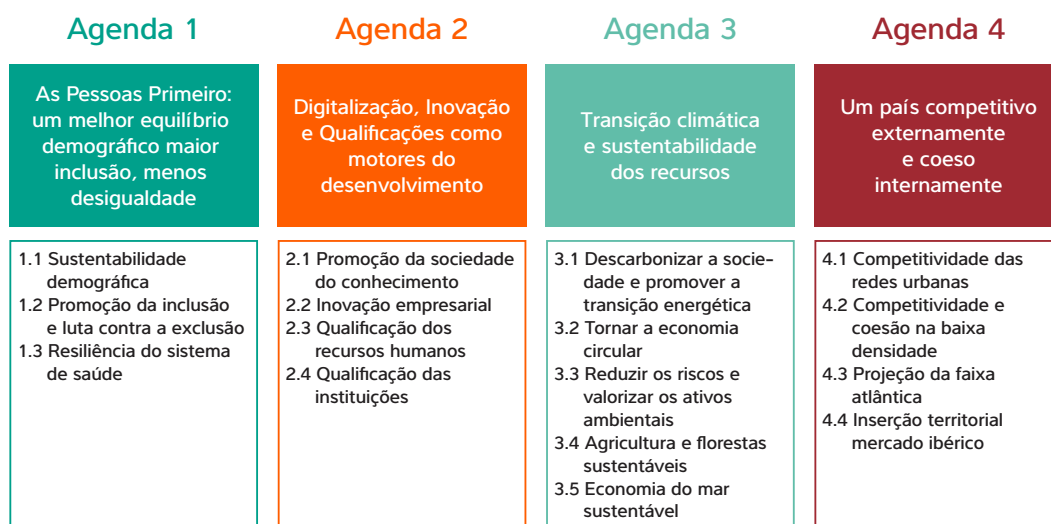 Agenda 1
As Pessoas Primeiro:
um melhor equilíbrio
demográfico maior
inclusão, menos
desigualdade
1.1 Sustentabilidade
demográfica
1.2 Promoção da inclusão
e luta contra a exclusão
1.3 Resiliência do sistema
de saúde
Agenda 2
Digitalização, Inovação
e Qualificações como
motores do
desenvolvimento
2.1 Promoção da sociedade
do conhecimento
2.2 Inovação empresarial
2.3 Qualificação dos
recursos humanos
2.4 Qualificação das
instituições
Agenda 3
Transição climática
e sustentabilidade
dos recursos
3.1 Descarbonizar a socie-
dade e promover a
transição energética
3.2 Tornar a economia
circular
3.3 Reduzir os riscos e
valorizar os ativos
ambientais
3.4 Agricultura e florestas
sustentáveis
3.5 Economia do mar
sustentável
Agenda 4
Um país competitivo
externamente
e coeso
internamente
4.1 Competitividade das
redes urbanas
4.2 Competitividade e
coesão na baixa
densidade
4.3 Projeção da faixa
atlântica
4.4 Inserção territorial
mercado ibérico